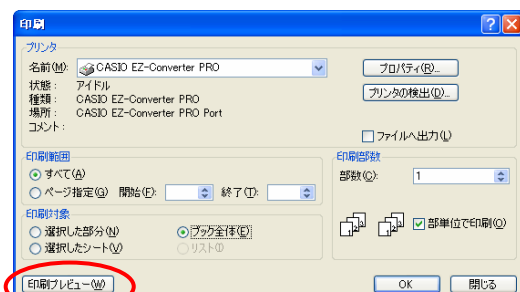 印刷
プリンタ
名前(M): CASIO EZ-Converter PRO
プロパティ(R)...
状態: アイドル
種類: CASIO EZ-Converter PRO
プリンタの検出(D)...
場所: CASIO EZ-Converter PRO Port
コメント:
ファイルへ出力(L)
印刷範囲
すべて(A)
ページ指定(G) 開始(F): 終了(T):
印刷部数
部数(C): 1
部単位で印刷(O)
印刷対象
選択した部分(N) ブック全体(E)
選択したシート(V) リスト(I)
印刷プレビュー(W)
OK 閉じる